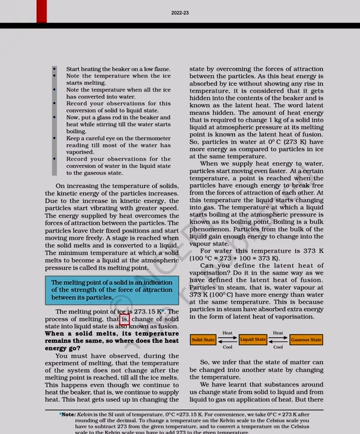 2022-23
• Start heating the beaker on a low flame.
• Note the temperature when the ice
starts melting.
• Note the temperature when all the ice
has converted into water.
• Record your observations for this
conversion of solid to liquid state.
• Now, put a glass rod in the beaker and
heat while stirring till the water starts
boiling.
• Keep a careful eye on the thermometer
reading till most of the water has
vaporised.
• Record your observations for the
conversion of water in the liquid state
to the gaseous state.
On increasing the temperature of solids,
the kinetic energy of the particles increases.
Due to the increase in kinetic energy, the
particles start vibrating with greater speed.
The energy supplied by heat overcomes the
forces of attraction between the particles. The
particles leave their fixed positions and start
moving more freely. A stage is reached when
the solid melts and is converted to a liquid.
The minimum temperature at which a solid
melts to become a liquid at the atmospheric
pressure is called its melting point.
The melting point of a solid is an indication
of the strength of the force of attraction
between its particles.
The melting point of ice is 273.15 K*. The
process of melting, that is, change of solid
state into liquid state is also known as fusion.
When a solid melts, its temperature
remains the same, so where does the heat
energy go?
You must have observed, during the
experiment of melting, that the temperature
of the system does not change after the
melting point is reached, till all the ice melts.
This happens even though we continue to
heat the beaker, that is, we continue to supply
heat. This heat gets used up in changing the
state by overcoming the forces of attraction
between the particles. As this heat energy is
absorbed by ice without showing any rise in
temperature, it is considered that it gets
hidden into the contents of the beaker and is
known as the latent heat. The word latent
means hidden. The amount of heat energy
that is required to change 1 kg of a solid into
liquid at atmospheric pressure at its melting
point is known as the latent heat of fusion.
So, particles in water at 0° C (273 K) have
more energy as compared to particles in ice
at the same temperature.
When we supply heat energy to water,
particles start moving even faster. At a certain
temperature, a point is reached when the
particles have enough energy to break free
from the forces of attraction of each other. At
this temperature the liquid starts changing
into gas. The temperature at which a liquid
starts boiling at the atmospheric pressure is
known as its boiling point. Boiling is a bulk
phenomenon. Particles from the bulk of the
liquid gain enough energy to change into the
vapour state.
For water this temperature is 373 K
(100 °C = 273 + 100 = 373 K).
Can you define the latent heat of
vaporisation? Do it in the same way as we
have defined the latent heat of fusion.
Particles in steam, that is, water vapour at
373 K (100°C) have more energy than water
at the same temperature. This is because
particles in steam have absorbed extra energy
in the form of latent heat of vaporisation.
Heat Heat
Solid State Liquid State Gaseous State
Cool Cool
So, we infer that the state of matter can
be changed into another state by changing
the temperature.
We have learnt that substances around
us change state from solid to liquid and from
liquid to gas on application of heat. But there
*Note: Kelvin is the SI unit of temperature, 0°C =273.15 K. For convenience, we take 0°C = 273 K after
rounding off the decimal. To change a temperature on the Kelvin scale to the Celsius scale you
have to subtract 273 from the given temperature, and to convert a temperature on the Celsius
scale to the Kelvin scale you have to add 273 to the given temperature.